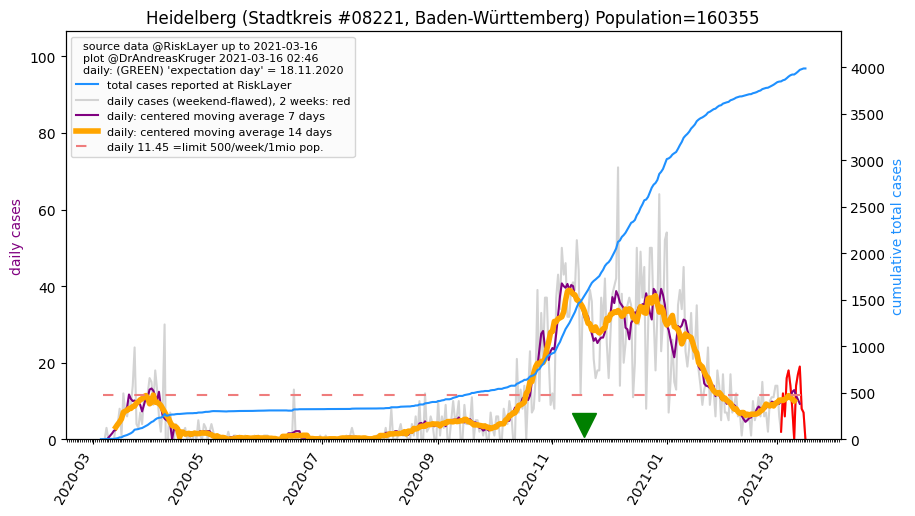 Heidelberg (Stadtkreis #08221, Baden-Württemberg) Population=160355
source data @RiskLayer up to 2021-03-16
plot @DrAndreasKruger 2021-03-16 02:46
daily: (GREEN) 'expectation day' = 18.11.2020
total cases reported at RiskLayer
daily cases (weekend-flawed), 2 weeks: red
daily: centered moving average 7 days
daily: centered moving average 14 days
daily 11.45 =limit 500/week/1mio pop.
daily cases
100
80
60
40
20
0
cumulative total cases
4000
3500
3000
2500
2000
1500
1000
500
0
2020-03
2020-05
2020-07
2020-09
2020-11
2021-01
2021-03